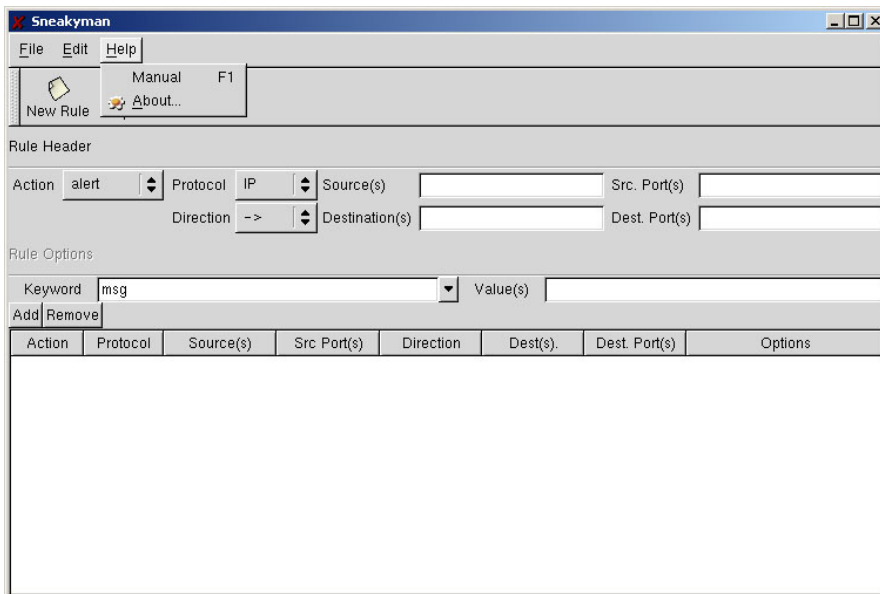 Sneakyman
File Edit Help
Manual F1
About...
New Rule
Rule Header
Action alert Protocol IP Source(s) Src. Port(s)
Direction -> Destination(s) Dest. Port(s)
Rule Options
Keyword msg Value(s)
Add Remove
Action Protocol Source(s) Src Port(s) Direction Dest(s). Dest. Port(s) Options